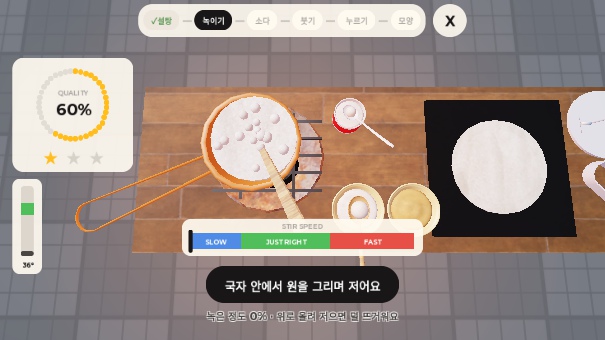 ✓설탕 녹이기 소다 붓기 누르기 모양 X
QUALITY
60%
STIR SPEED
SLOW JUST RIGHT FAST
36°
국자 안에서 원을 그리며 저어요
녹은 정도 0% · 위로 올려 저으면 덜 뜨거워요